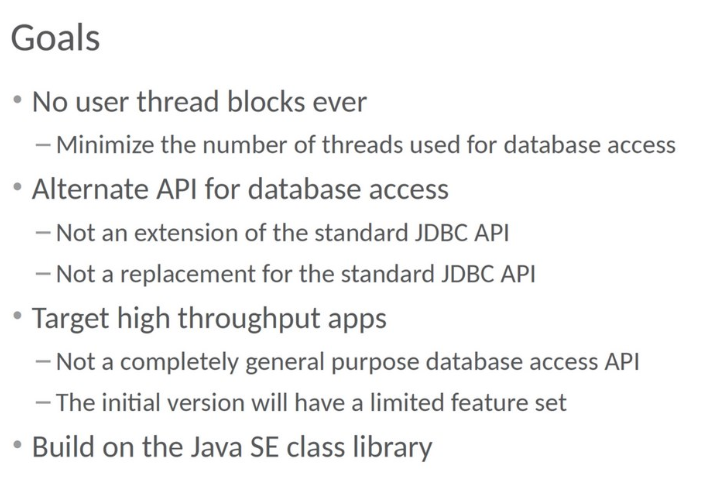 Goals
• No user thread blocks ever
– Minimize the number of threads used for database access
• Alternate API for database access
– Not an extension of the standard JDBC API
– Not a replacement for the standard JDBC API
• Target high throughput apps
– Not a completely general purpose database access API
– The initial version will have a limited feature set
• Build on the Java SE class library